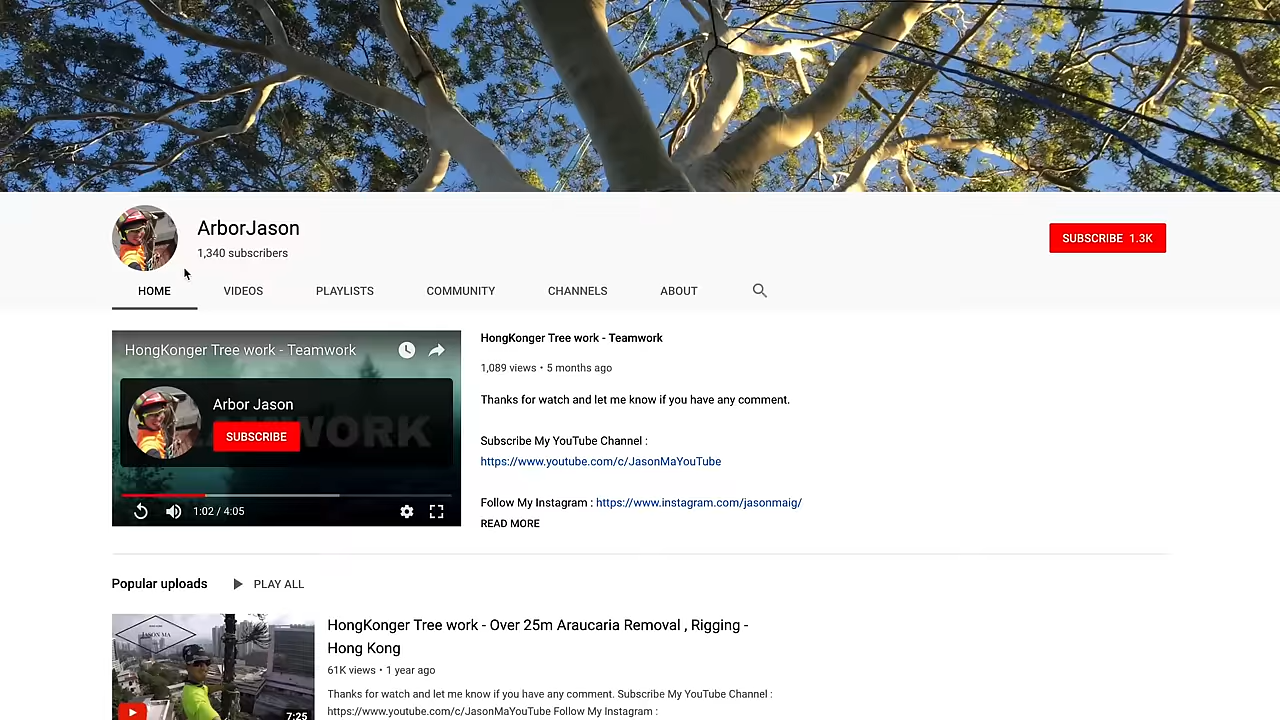 ArborJason
1,340 subscribers
SUBSCRIBE 1.3K
HOME VIDEOS PLAYLISTS COMMUNITY CHANNELS ABOUT
HongKonger Tree work - Teamwork
Arbor Jason
SUBSCRIBE
WORK
1:02 / 4:05
HongKonger Tree work - Teamwork
1,089 views • 5 months ago
Thanks for watch and let me know if you have any comment.
Subscribe My YouTube Channel :
https://www.youtube.com/c/JasonMaYouTube
Follow My Instagram : https://www.instagram.com/jasonmaig/
READ MORE
Popular uploads PLAY ALL
JASON MA
7:25
HongKonger Tree work - Over 25m Araucaria Removal , Rigging -
Hong Kong
61K views • 1 year ago
Thanks for watch and let me know if you have any comment. Subscribe My YouTube Channel :
https://www.youtube.com/c/JasonMaYouTube Follow My Instagram :